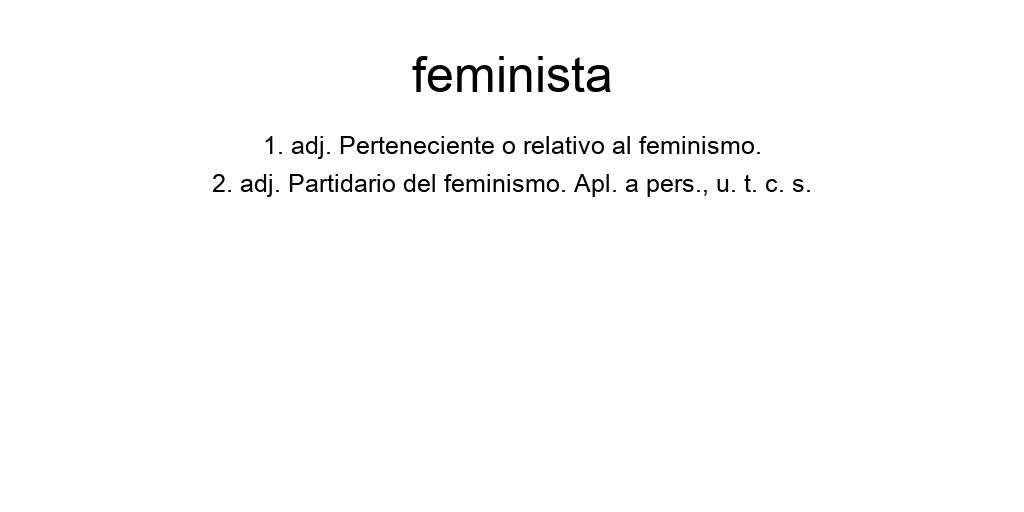 feminista
1. adj. Perteneciente o relativo al feminismo.
2. adj. Partidario del feminismo. Apl. a pers., u. t. c. s.